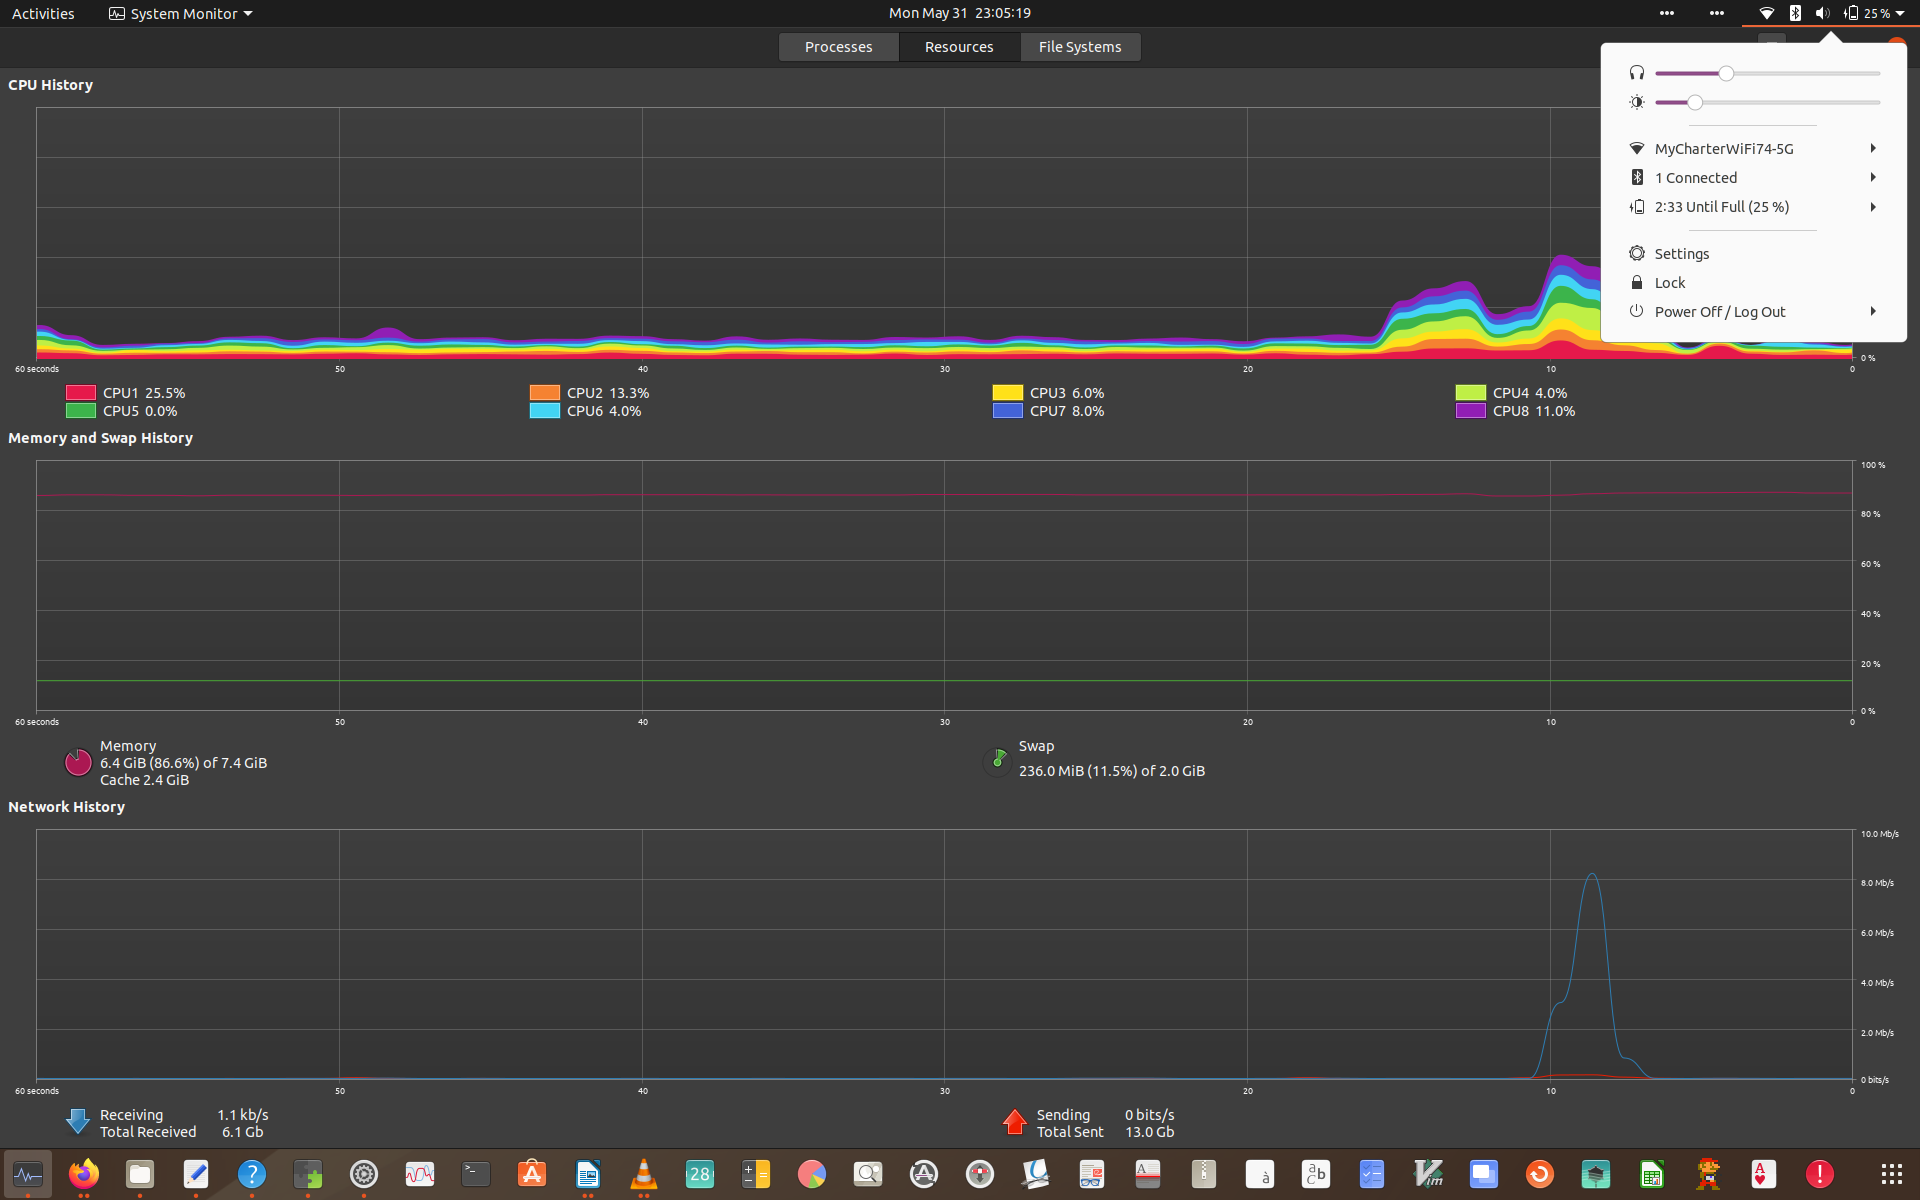 Activities System Monitor Mon May 31 23:05:19 25 %
Processes Resources File Systems
CPU History
MyCharterWiFi74-5G
1 Connected
2:33 Until Full (25 %)
Settings
Lock
Power Off / Log Out
0 %
60 seconds 50 40 30 20 10 0
CPU1 25.5% CPU2 13.3% CPU3 6.0% CPU4 4.0%
CPU5 0.0% CPU6 4.0% CPU7 8.0% CPU8 11.0%
Memory and Swap History
100 %
80 %
60 %
40 %
20 %
0 %
60 seconds 50 40 30 20 10 0
Memory
6.4 GiB (86.6%) of 7.4 GiB
Cache 2.4 GiB
Swap
236.0 MiB (11.5%) of 2.0 GiB
Network History
10.0 Mb/s
8.0 Mb/s
6.0 Mb/s
4.0 Mb/s
2.0 Mb/s
0 bits/s
60 seconds 50 40 30 20 10 0
Receiving 1.1 kb/s
Total Received 6.1 Gb
Sending 0 bits/s
Total Sent 13.0 Gb
? >_ A 28 A A à ab c Vim A !